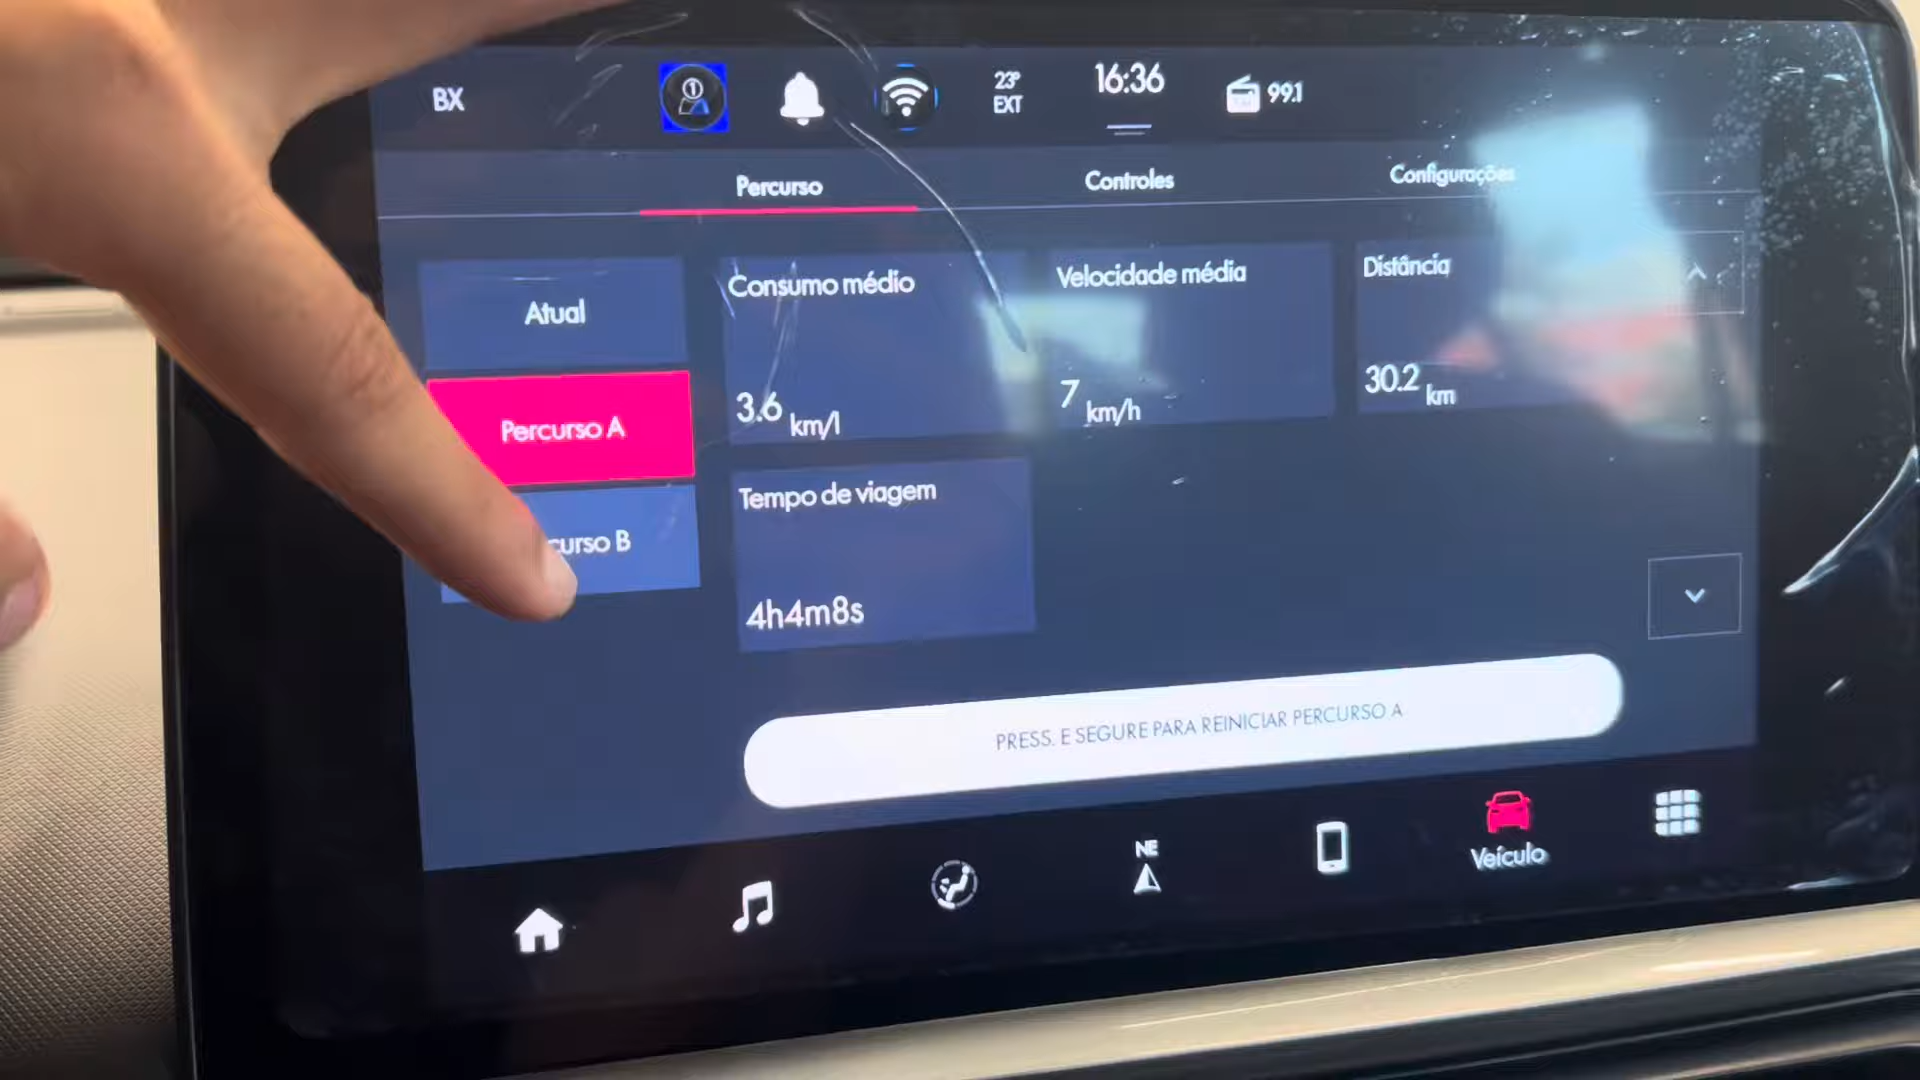 BX
23°
EXT
16:36
99.1
Percurso
Controles
Configurações
Atual
Percurso A
curso B
Consumo médio
3.6 km/l
Velocidade média
7 km/h
Distância
30.2 km
Tempo de viagem
4h4m8s
PRESS. E SEGURE PARA REINICIAR PERCURSO A
NE
Veículo